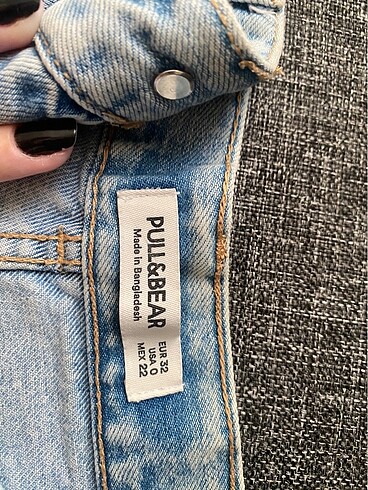 PULL&BEAR
Made in Bangladesh
EUR 32
USA 0
MEX 22